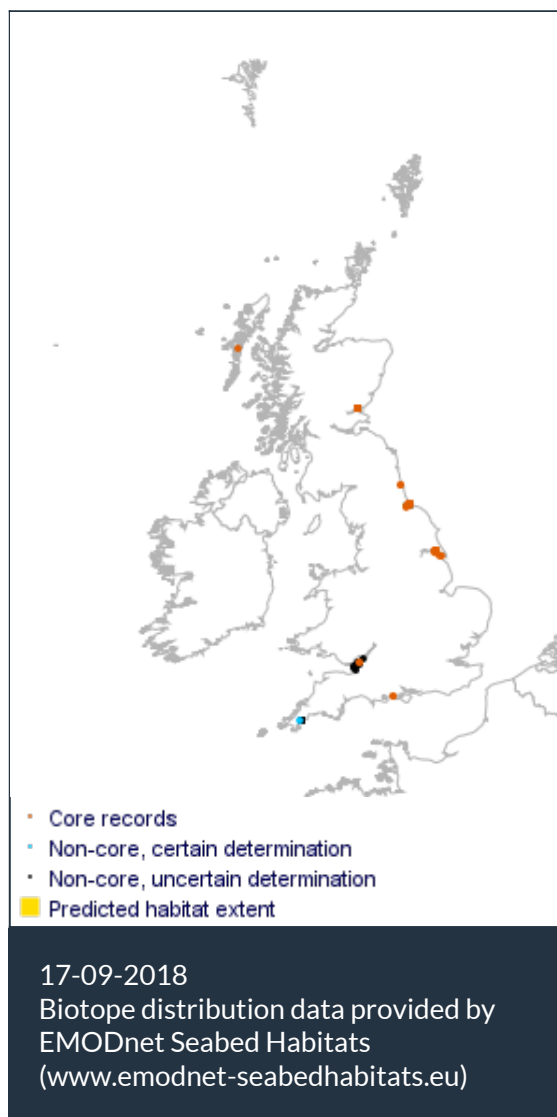 Core records
Non-core, certain determination
Non-core, uncertain determination
Predicted habitat extent
17-09-2018
Biotope distribution data provided by
EMODnet Seabed Habitats
(www.emodnet-seabedhabitats.eu)